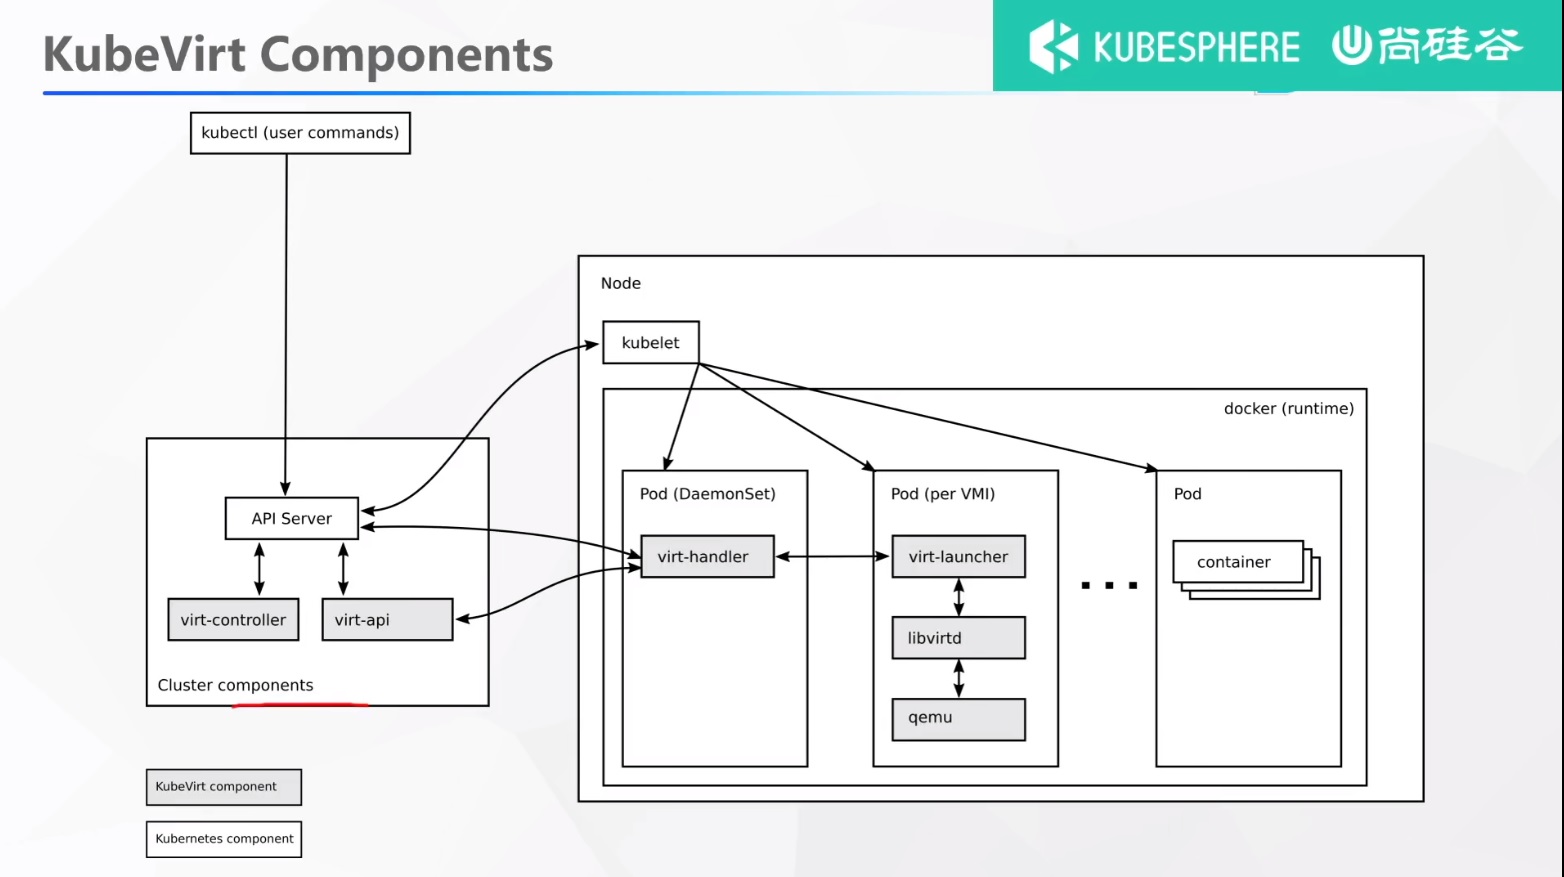 KubeVirt Components
KUBESPHERE 尚硅谷
kubectl (user commands)
Node
kubelet
docker (runtime)
API Server
virt-controller
virt-api
Cluster components
Pod (DaemonSet)
virt-handler
Pod (per VMI)
virt-launcher
libvirtd
qemu
...
Pod
container
KubeVirt component
Kubernetes component